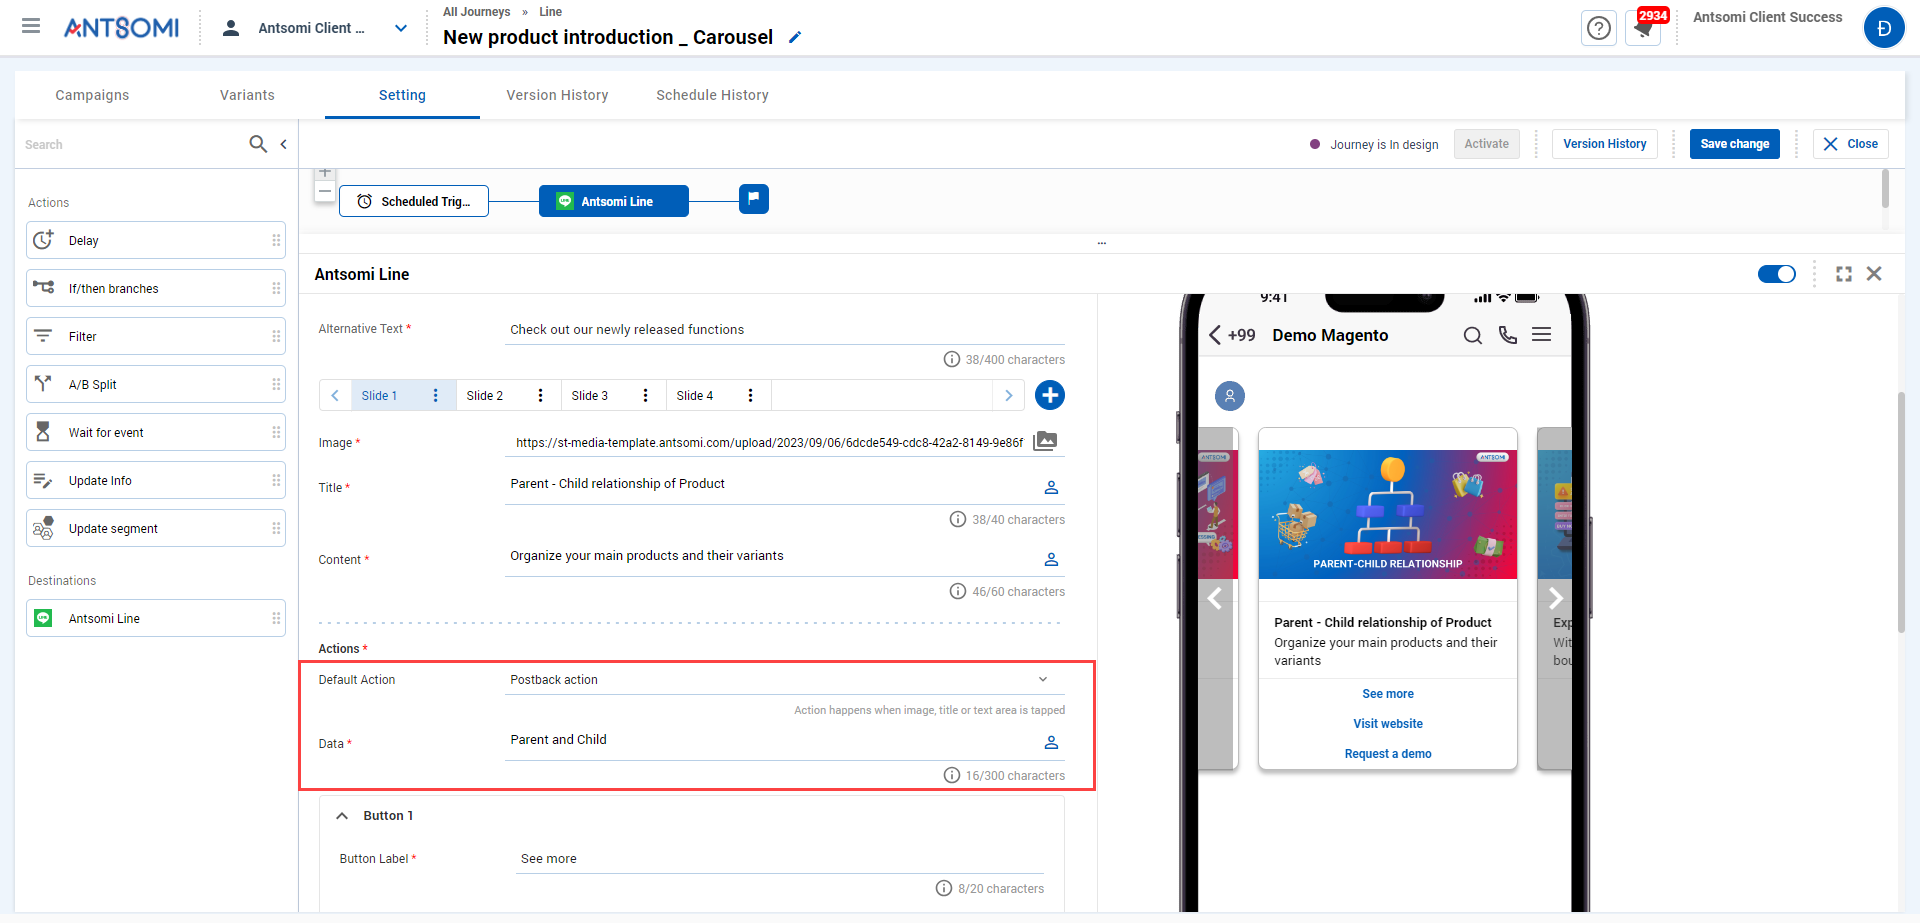 ANTSOMI
Antsomi Client ...
All Journeys » Line
New product introduction _ Carousel
2934
Antsomi Client Success
Đ
Campaigns
Variants
Setting
Version History
Schedule History
Search
Journey is In design
Activate
Version History
Save change
Close
Scheduled Trig...
Antsomi Line
Actions
Delay
If/then branches
Filter
A/B Split
Wait for event
Update Info
Update segment
Destinations
Antsomi Line
...
Antsomi Line
Alternative Text *
Check out our newly released functions
38/400 characters
Slide 1
Slide 2
Slide 3
Slide 4
Image *
https://st-media-template.antsomi.com/upload/2023/09/06/6dcde549-cdc8-42a2-8149-9e86f
Title *
Parent - Child relationship of Product
38/40 characters
Content *
Organize your main products and their variants
46/60 characters
Actions *
Default Action
Postback action
Action happens when image, title or text area is tapped
Data *
Parent and Child
16/300 characters
Button 1
Button Label *
See more
8/20 characters
9:41
+99
Demo Magento
ANTSOMI
ANTSOMI
PARENT-CHILD RELATIONSHIP
Parent - Child relationship of Product
Organize your main products and their
variants
See more
Visit website
Request a demo
Exp
Wit
bou